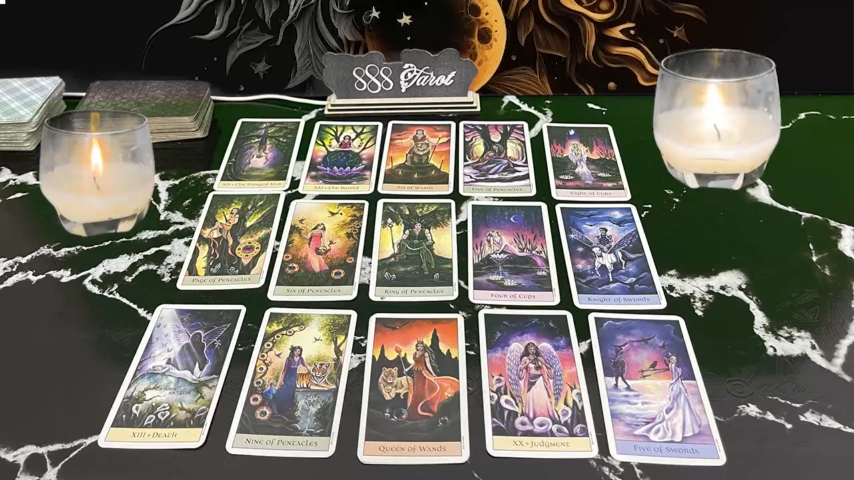 888 Tarot
XII • The Hanged Man
XXI • The World
Six of Wands
Five of Pentacles
Eight of Cups
Page of Pentacles
Six of Pentacles
King of Pentacles
Four of Cups
Knight of Swords
XIII • Death
Nine of Pentacles
Queen of Wands
XX • Judgment
Five of Swords